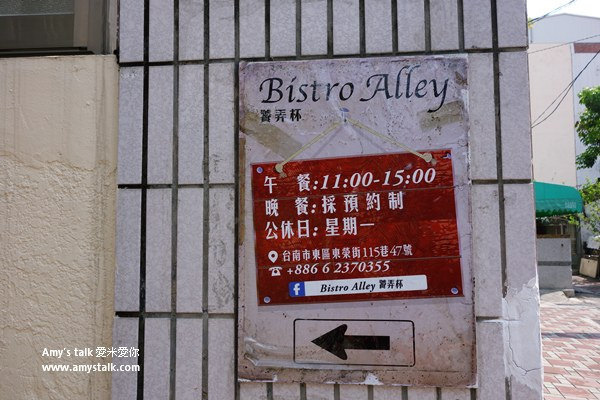 Bistro Alley
饕弄杯
午 餐:11:00-15:00
晚 餐:採預約制
公休日:星期一
台南市東區東榮街115巷47號
+886 6 2370355
Bistro Alley 饕弄杯
Amy's talk 愛米愛你
www.amystalk.com